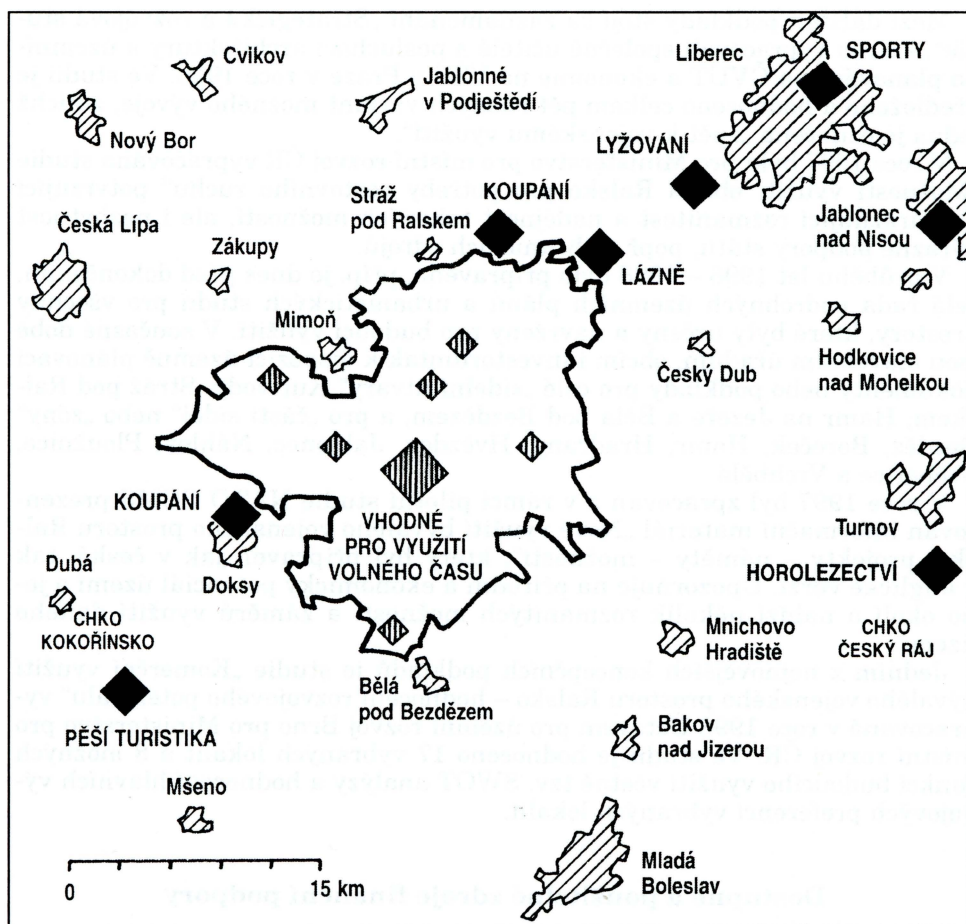 Cvikov
Liberec
SPORTY
Jablonné
v Podještědí
Nový Bor
LYŽOVÁNÍ
Stráž
pod Ralskem
KOUPÁNÍ
Česká Lípa
Zákupy
Jablonec
nad Nisou
LÁZNĚ
Mimoň
Český Dub
Hodkovice
nad Mohelkou
KOUPÁNÍ
VHODNÉ
PRO VYUŽITÍ
VOLNÉHO ČASU
Turnov
Dubá
Doksy
HOROLEZECTVÍ
CHKO
KOKOŘÍNSKO
Mnichovo
Hradiště
CHKO
ČESKÝ RÁJ
Bělá
pod Bezdězem
PĚŠÍ TURISTIKA
Bakov
nad Jizerou
Mšeno
Mladá
Boleslav
0 15 km